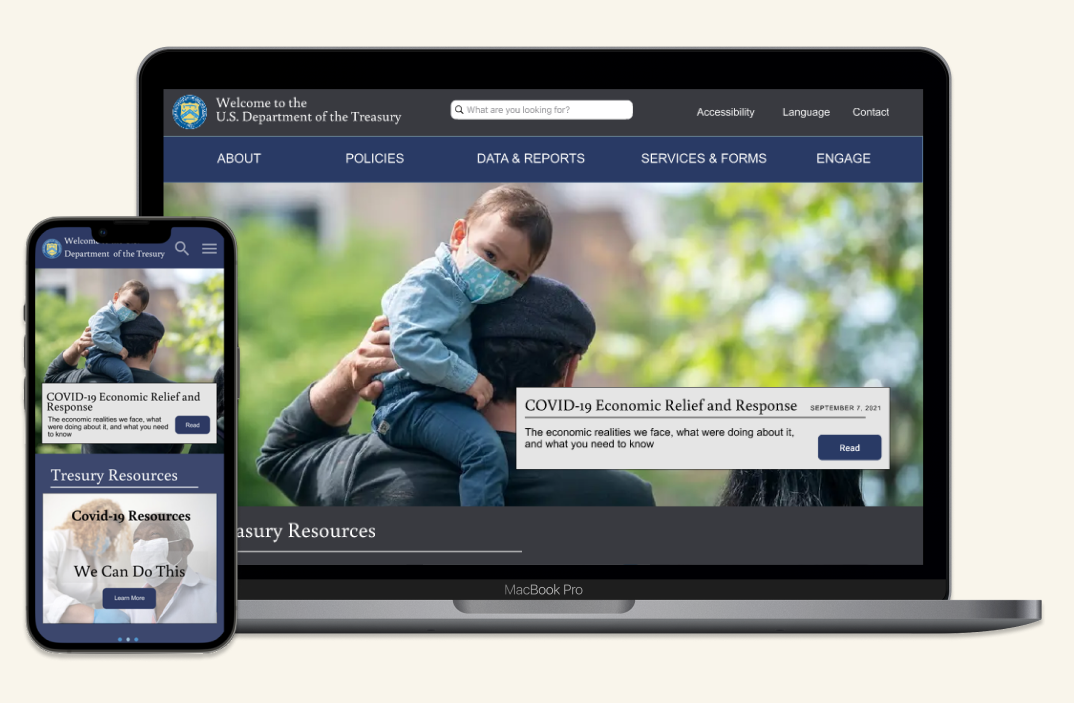 Welcome to the
U.S. Department of the Treasury
What are you looking for?
Accessibility Language Contact
ABOUT POLICIES DATA & REPORTS SERVICES & FORMS ENGAGE
COVID-19 Economic Relief and Response SEPTEMBER 7, 2021
The economic realities we face, what were doing about it,
and what you need to know
Read
asury Resources
MacBook Pro
Welcom
Department of the Tresury
COVID-19 Economic Relief and
Response
The economic realities we face, what
were doing about it, and what you need
to know
Read
Tresury Resources
Covid-19 Resources
We Can Do This
Learn More